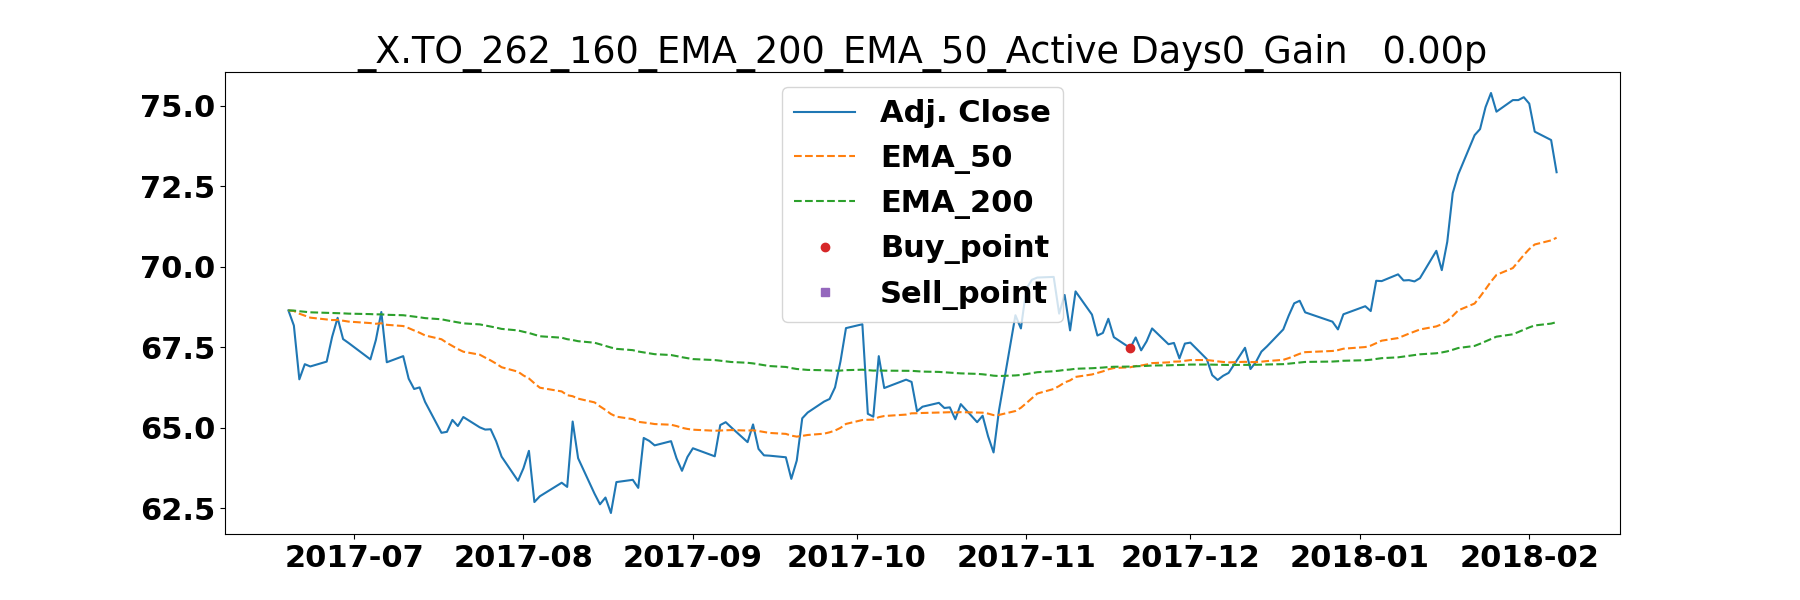 _X.TO_262_160_EMA_200_EMA_50_Active Days0_Gain   0.00p
75.0
72.5
70.0
67.5
65.0
62.5
Adj. Close
EMA_50
EMA_200
Buy_point
Sell_point
2017-07 2017-08 2017-09 2017-10 2017-11 2017-12 2018-01 2018-02